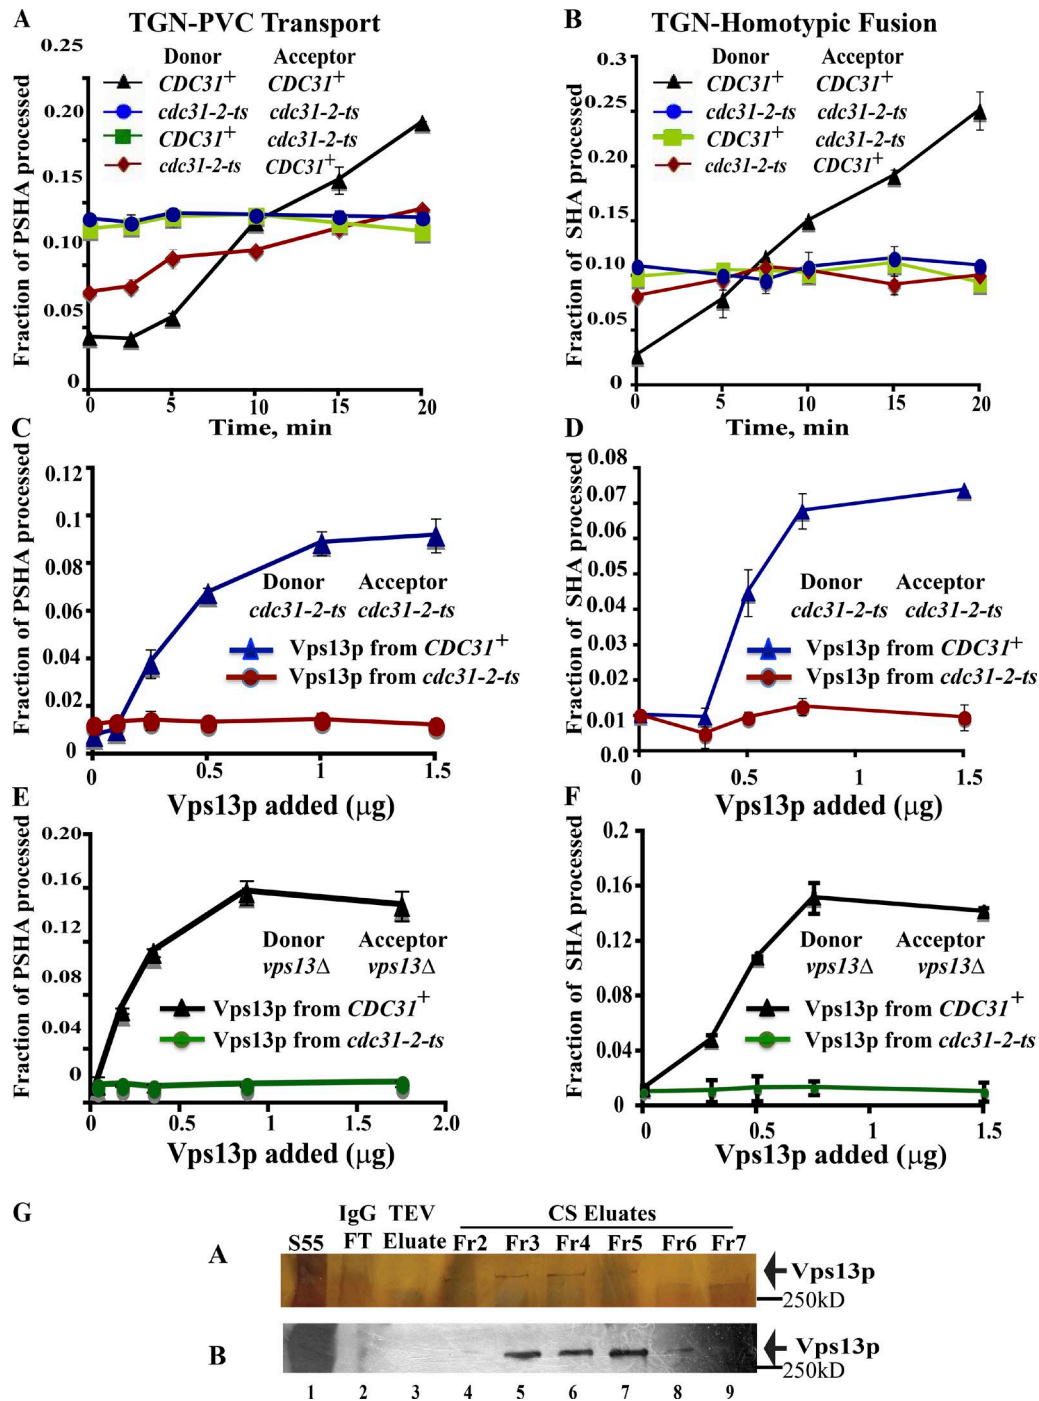 A TGN-PVC Transport
Donor Acceptor
CDC31+ CDC31+
cdc31-2-ts cdc31-2-ts
CDC31+ cdc31-2-ts
cdc31-2-ts CDC31+
Fraction of PSHA processed
0.25
0.20
0.15
0.10
0.05
0
0 5 10 15 20
Time, min
B TGN-Homotypic Fusion
Donor Acceptor
CDC31+ CDC31+
cdc31-2-ts cdc31-2-ts
CDC31+ cdc31-2-ts
cdc31-2-ts CDC31+
Fraction of SHA processed
0.3
0.25
0.20
0.15
0.10
0.05
0
0 5 10 15 20
Time, min
C
Fraction of PSHA processed
0.12
0.1
0.08
0.06
0.04
0.02
0
Donor Acceptor
cdc31-2-ts cdc31-2-ts
Vps13p from CDC31+
Vps13p from cdc31-2-ts
0 0.5 1 1.5
Vps13p added (μg)
D
Fraction of SHA processed
0.08
0.07
0.06
0.05
0.04
0.03
0.02
0.01
0.0
Donor Acceptor
cdc31-2-ts cdc31-2-ts
Vps13p from CDC31+
Vps13p from cdc31-2-ts
0 0.5 1 1.5
Vps13p added (μg)
E
Fraction of PSHA processed
0.20
0.16
0.12
0.08
0.04
0
Donor Acceptor
vps13Δ vps13Δ
Vps13p from CDC31+
Vps13p from cdc31-2-ts
0 0.5 1 1.5 2.0
Vps13p added (μg)
F
Fraction of SHA processed
0.2
0.16
0.12
0.08
0.04
0
Donor Acceptor
vps13Δ vps13Δ
Vps13p from CDC31+
Vps13p from cdc31-2-ts
0 0.5 1 1.5
Vps13p added (μg)
G
IgG TEV CS Eluates
S55 FT Eluate Fr2 Fr3 Fr4 Fr5 Fr6 Fr7
A Vps13p
250kD
B Vps13p
250kD
1 2 3 4 5 6 7 8 9